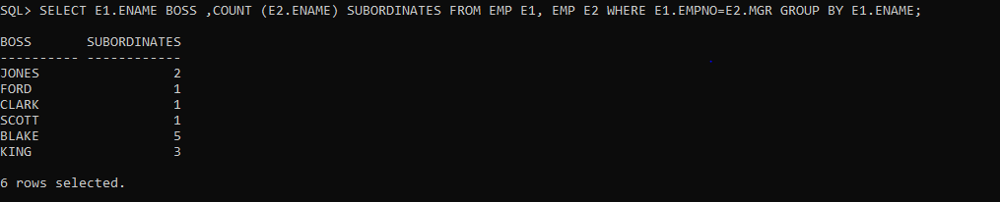 SQL> SELECT E1.ENAME BOSS ,COUNT (E2.ENAME) SUBORDINATES FROM EMP E1, EMP E2 WHERE E1.EMPNO=E2.MGR GROUP BY E1.ENAME;
BOSS       SUBORDINATES
---------- ------------
JONES                 2
FORD                  1
CLARK                 1
SCOTT                 1
BLAKE                 5
KING                  3
6 rows selected.